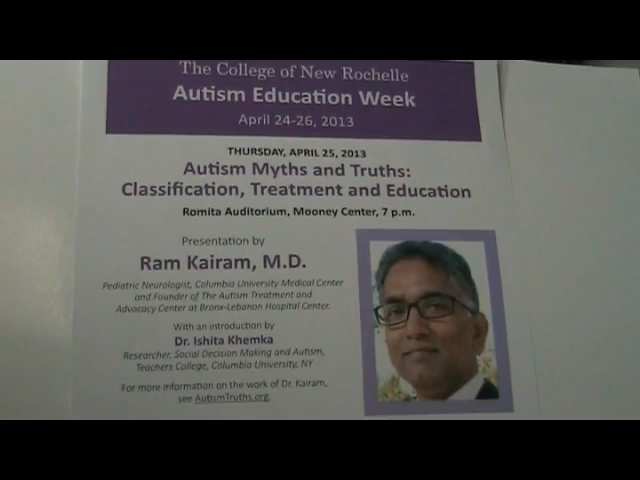 The College of New Rochelle
Autism Education Week
April 24-26, 2013
THURSDAY, APRIL 25, 2013
Autism Myths and Truths:
Classification, Treatment and Education
Romita Auditorium, Mooney Center, 7 p.m.
Presentation by
Ram Kairam, M.D.
Pediatric Neurologist, Columbia University Medical Center
and Founder of The Autism Treatment and
Advocacy Center at Bronx-Lebanon Hospital Center.
With an introduction by
Dr. Ishita Khemka
Researcher, Social Decision Making and Autism,
Teachers College, Columbia University, NY
For more information on the work of Dr. Kairam,
see AutismTruths.org.